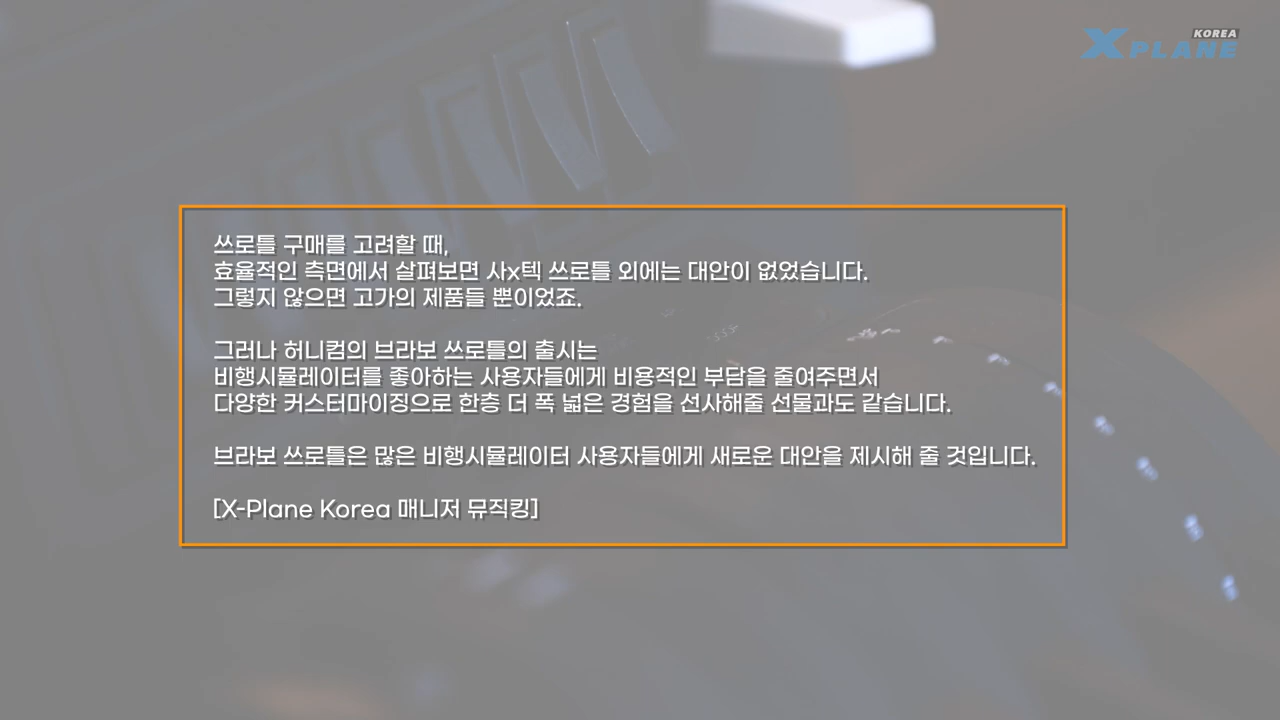 KOREA
X PLANE
쓰로틀 구매를 고려할 때,
효율적인 측면에서 살펴보면 사x텍 쓰로틀 외에는 대안이 없었습니다.
그렇지 않으면 고가의 제품들 뿐이었죠.
그러나 허니컴의 브라보 쓰로틀의 출시는
비행시뮬레이터를 좋아하는 사용자들에게 비용적인 부담을 줄여주면서
다양한 커스터마이징으로 한층 더 폭 넓은 경험을 선사해줄 선물과도 같습니다.
브라보 쓰로틀은 많은 비행시뮬레이터 사용자들에게 새로운 대안을 제시해 줄 것입니다.
[X-Plane Korea 매니저 뮤직킹]